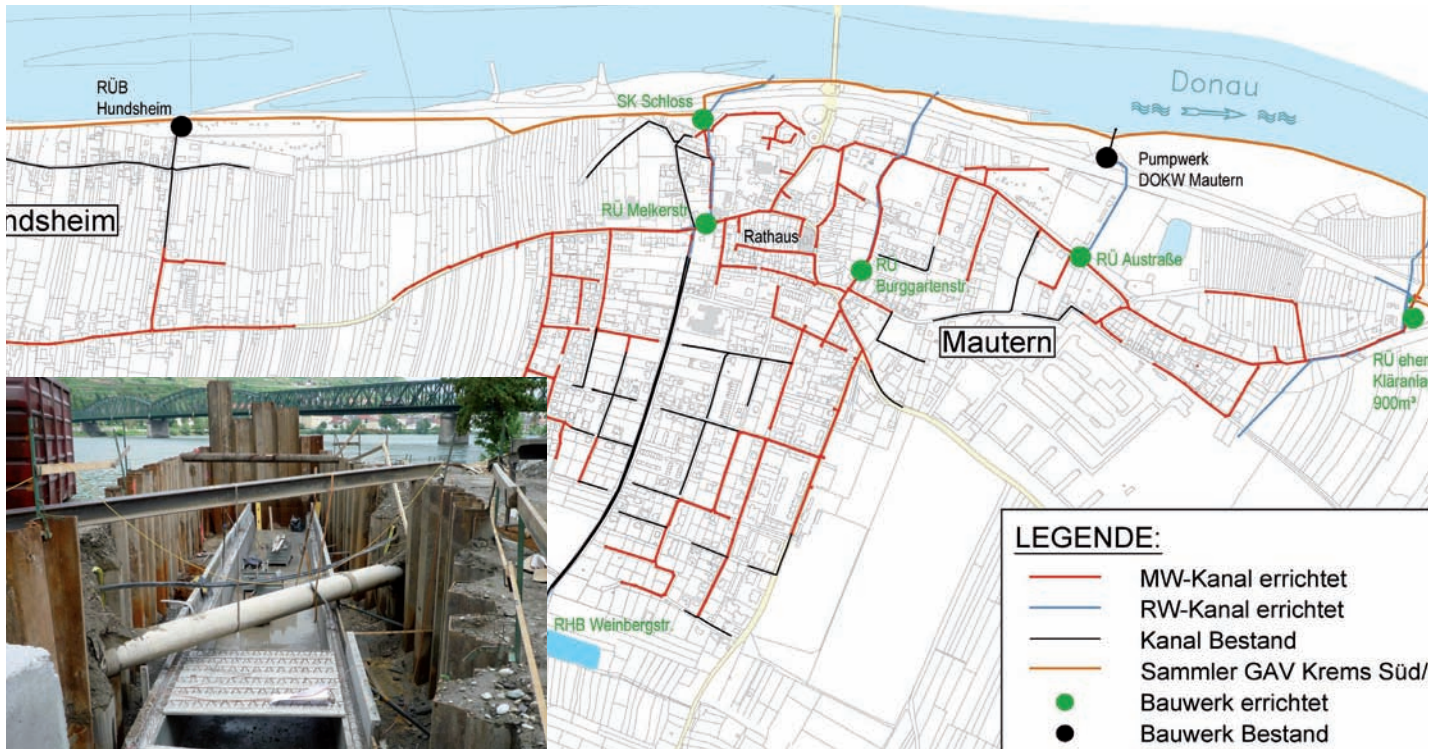 RÜB
Hundsheim
SK Schloss
Donau
Pumpwerk
DOKW Mautern
ndsheim
RÜ Melkerstr.
Rathaus
RÜ
Burggartenstr.
RÜ Austraße
Mautern
RÜ eher
Kläranla
900m³
RHB Weinbergstr.
LEGENDE:
MW-Kanal errichtet
RW-Kanal errichtet
Kanal Bestand
Sammler GAV Krems Süd/
Bauwerk errichtet
Bauwerk Bestand